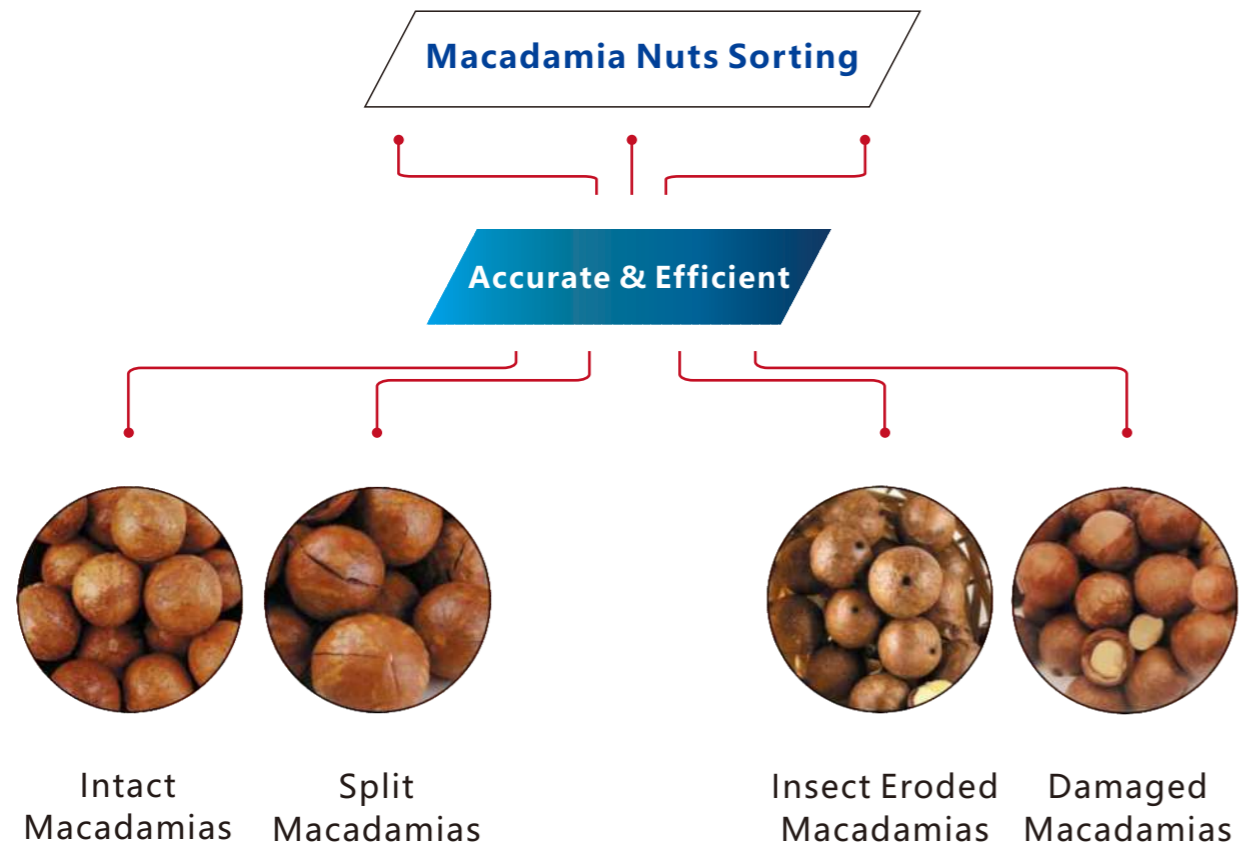 Macadamia Nuts Sorting
Accurate & Efficient
Intact
Macadamias
Split
Macadamias
Insect Eroded
Macadamias
Damaged
Macadamias